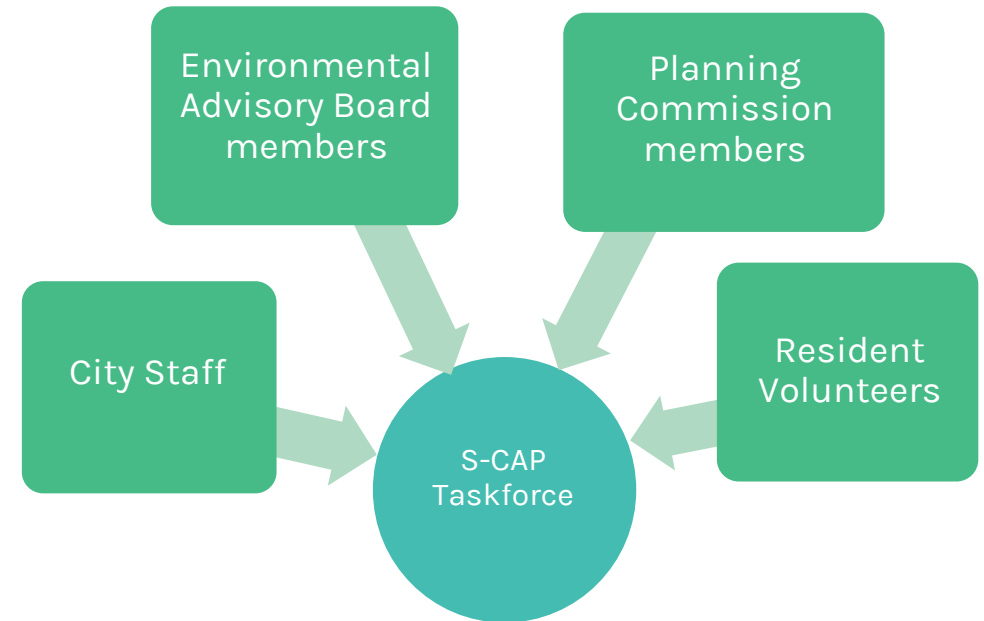 Environmental
Advisory Board
members
Planning
Commission
members
City Staff
Resident
Volunteers
S-CAP
Taskforce